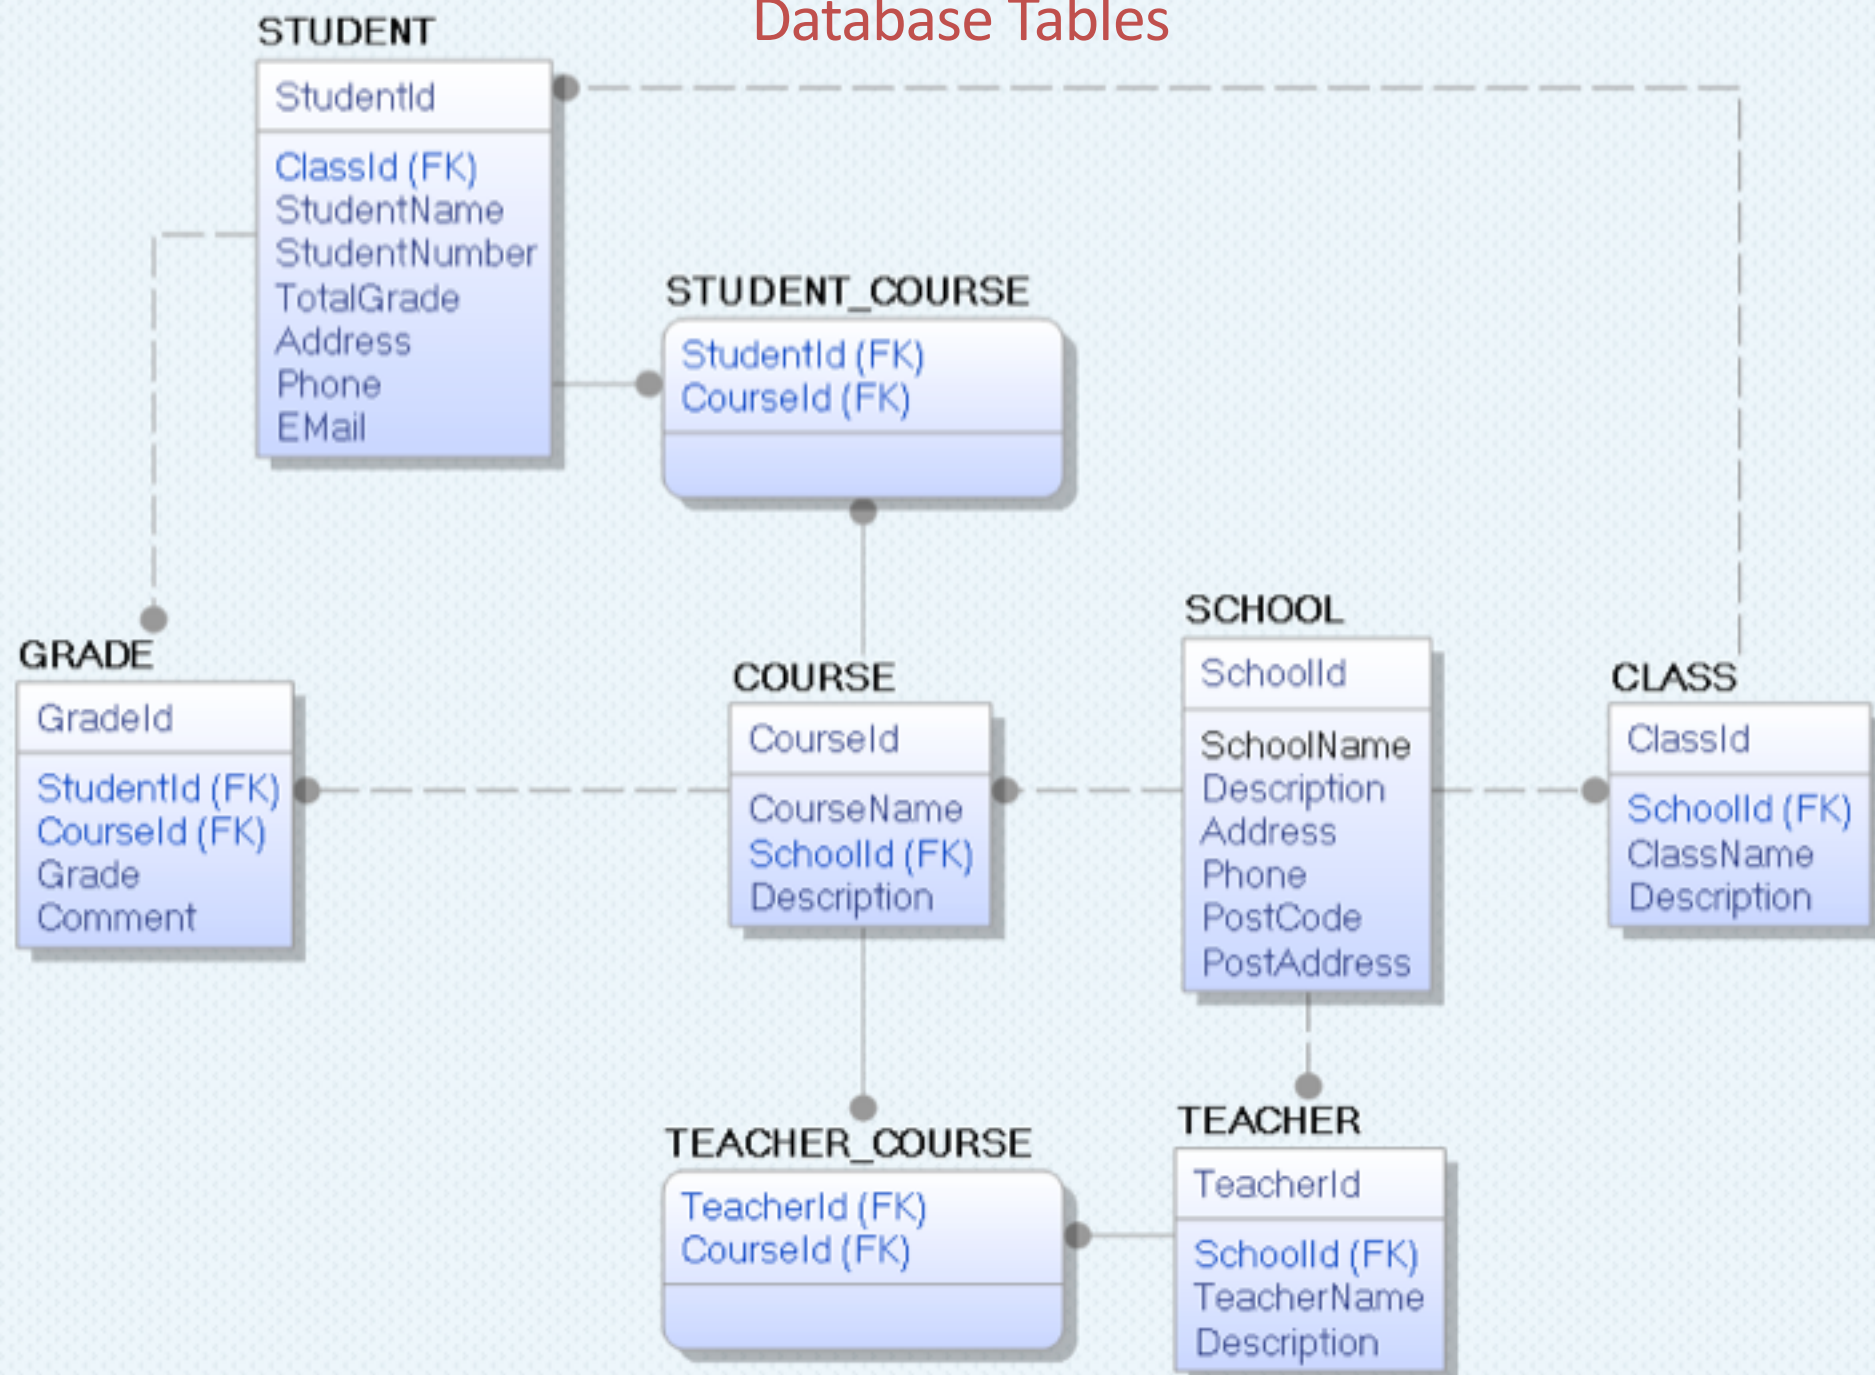 Database Tables
STUDENT
StudentId
ClassId (FK)
StudentName
StudentNumber
TotalGrade
Address
Phone
EMail
STUDENT_COURSE
StudentId (FK)
CourseId (FK)
GRADE
GradeId
StudentId (FK)
CourseId (FK)
Grade
Comment
COURSE
CourseId
CourseName
SchoolId (FK)
Description
SCHOOL
SchoolId
SchoolName
Description
Address
Phone
PostCode
PostAddress
CLASS
ClassId
SchoolId (FK)
ClassName
Description
TEACHER_COURSE
TeacherId (FK)
CourseId (FK)
TEACHER
TeacherId
SchoolId (FK)
TeacherName
Description